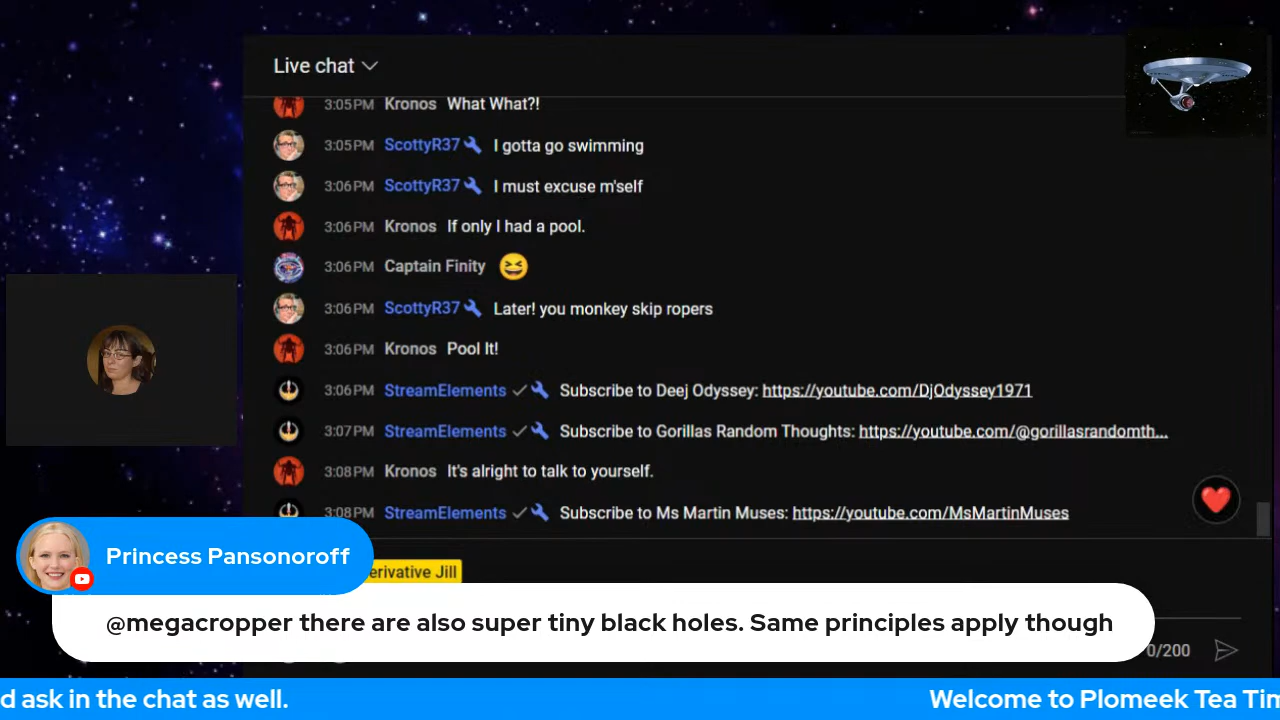 Live chat
3:05PM Kronos What What?!
3:05PM ScottyR37 I gotta go swimming
3:06PM ScottyR37 I must excuse m'self
3:06PM Kronos If only I had a pool.
3:06PM Captain Finity 😆
3:06PM ScottyR37 Later! you monkey skip ropers
3:06PM Kronos Pool It!
3:06PM StreamElements Subscribe to Deej Odyssey: https://youtube.com/DjOdyssey1971
3:07PM StreamElements Subscribe to Gorillas Random Thoughts: https://youtube.com/@gorillasrandomth...
3:08PM Kronos It's alright to talk to yourself.
3:08PM StreamElements Subscribe to Ms Martin Muses: https://youtube.com/MsMartinMuses
Princess Pansonoroff
erivative Jill
@megacropper there are also super tiny black holes. Same principles apply though
0/200
d ask in the chat as well. Welcome to Plomeek Tea Tim